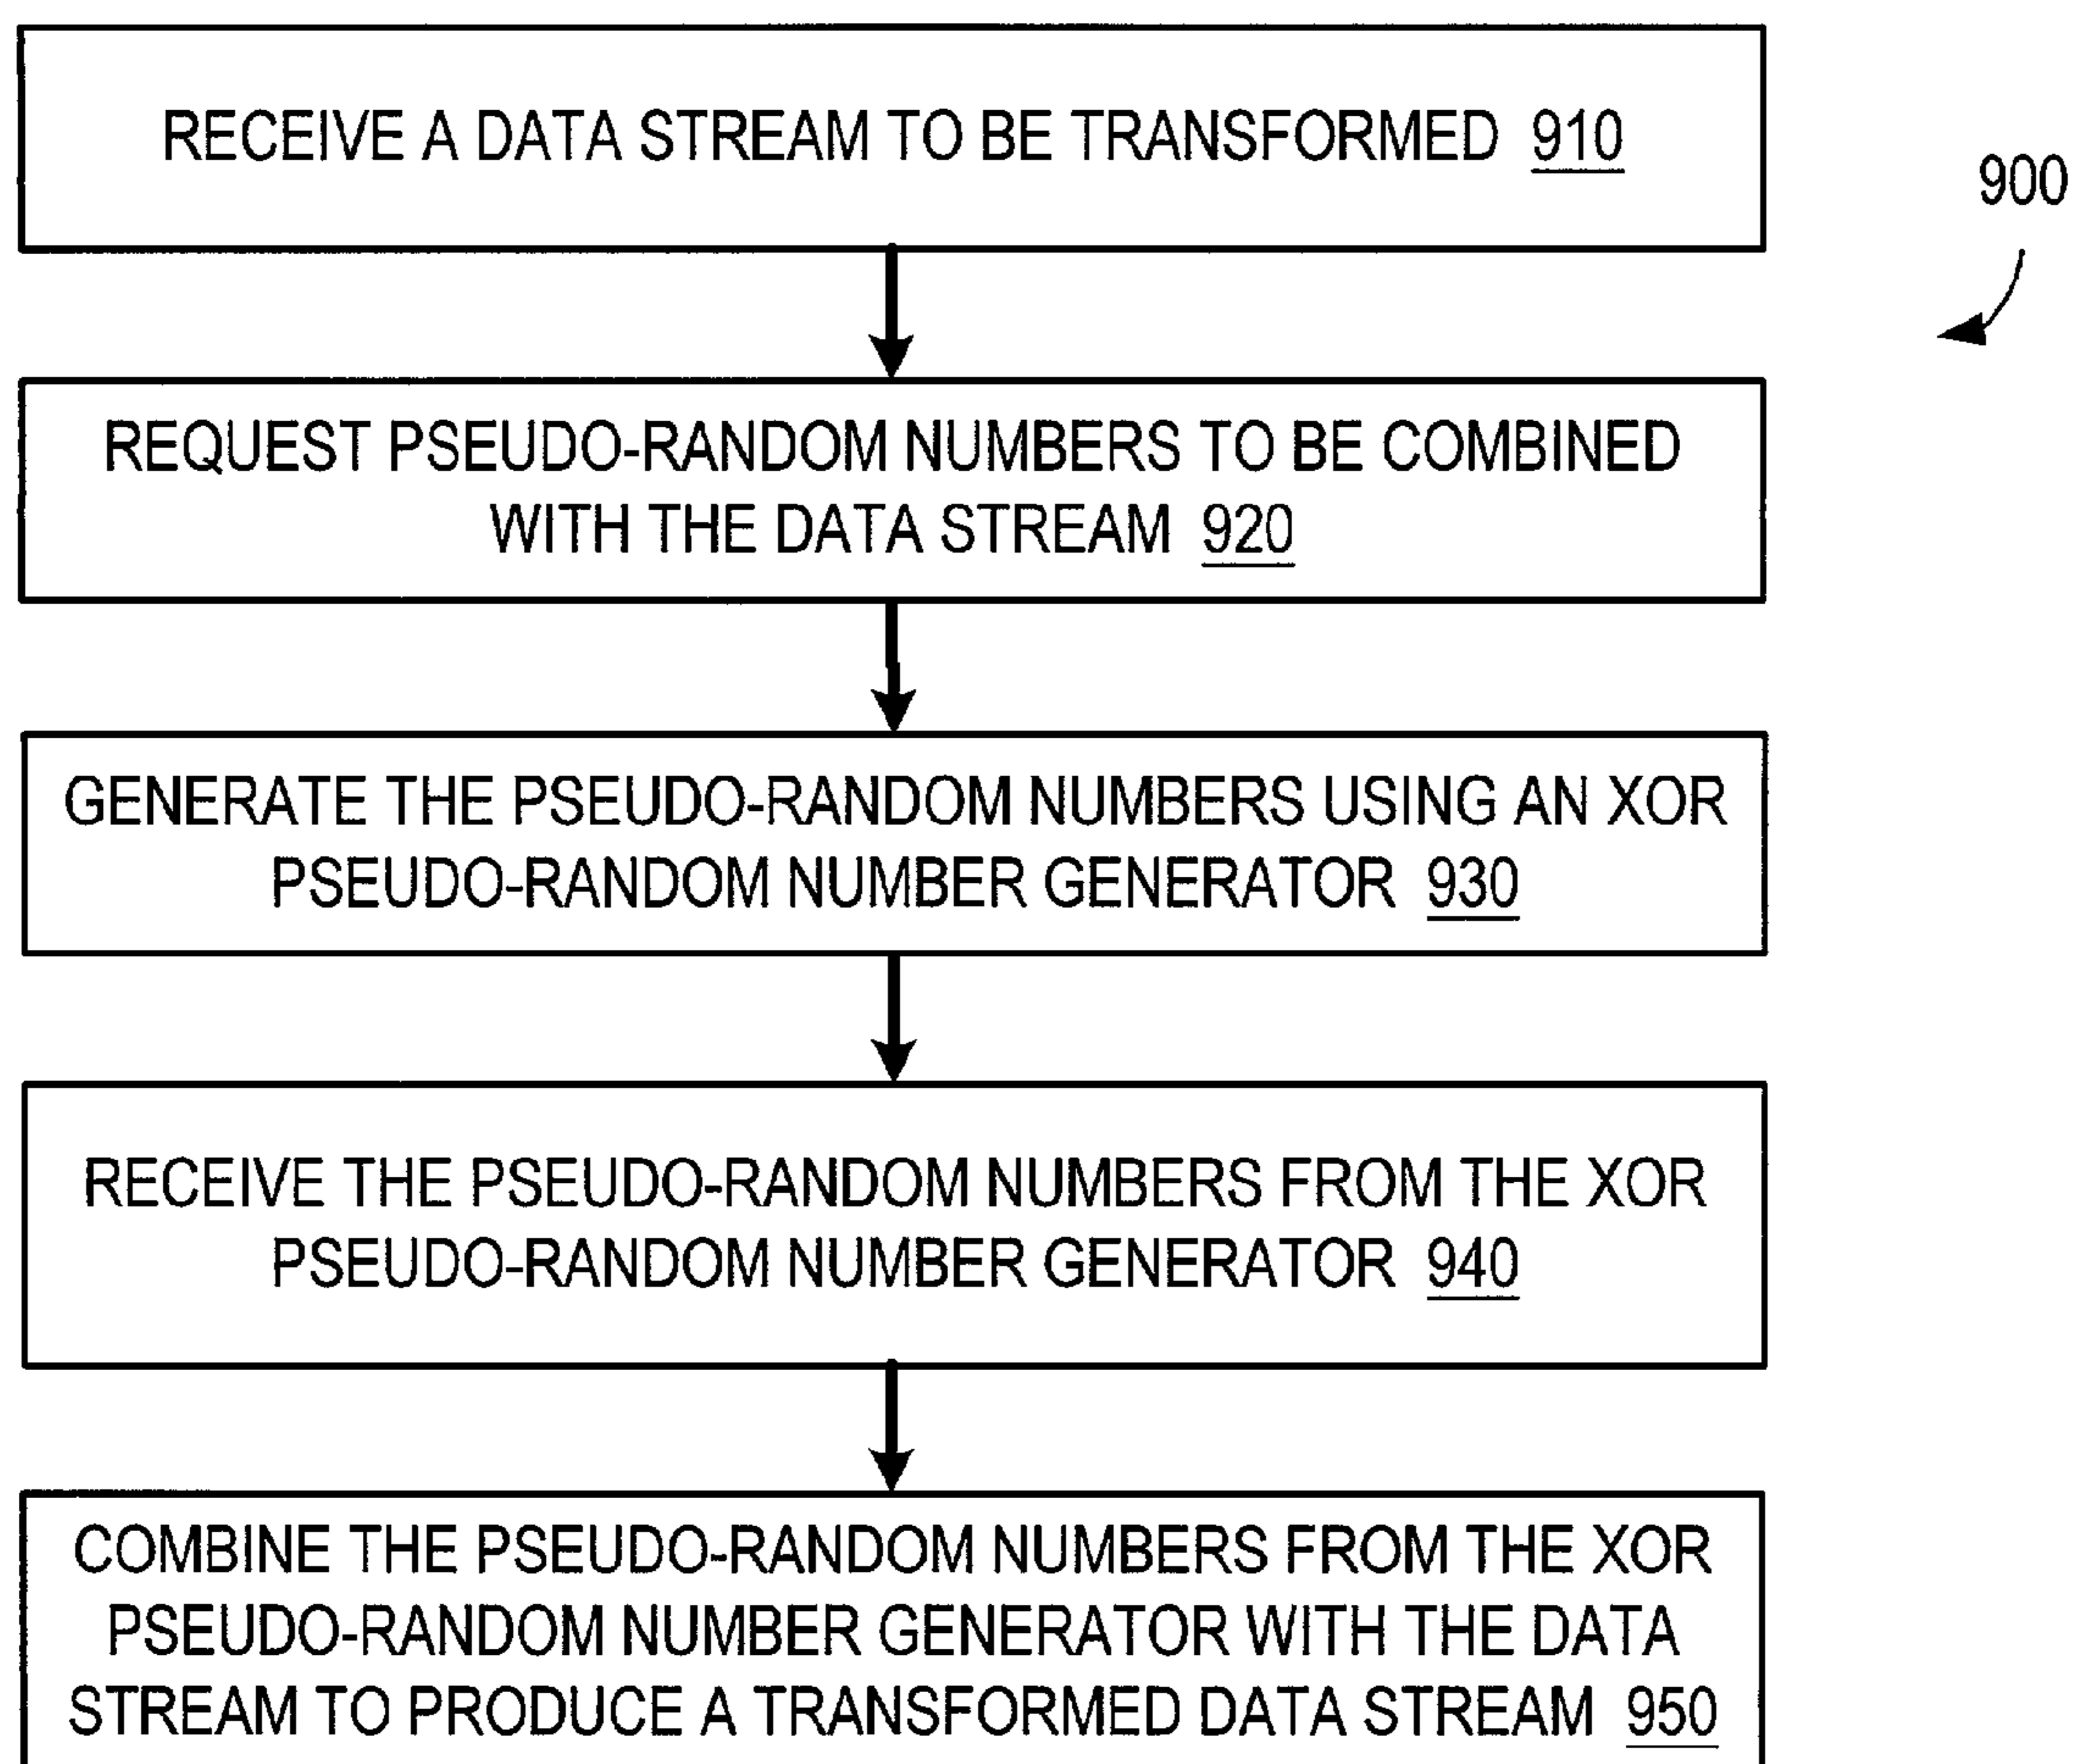 RECEIVE A DATA STREAM TO BE TRANSFORMED 910
900
REQUEST PSEUDO-RANDOM NUMBERS TO BE COMBINED
WITH THE DATA STREAM 920
GENERATE THE PSEUDO-RANDOM NUMBERS USING AN XOR
PSEUDO-RANDOM NUMBER GENERATOR 930
RECEIVE THE PSEUDO-RANDOM NUMBERS FROM THE XOR
PSEUDO-RANDOM NUMBER GENERATOR 940
COMBINE THE PSEUDO-RANDOM NUMBERS FROM THE XOR
PSEUDO-RANDOM NUMBER GENERATOR WITH THE DATA
STREAM TO PRODUCE A TRANSFORMED DATA STREAM 950